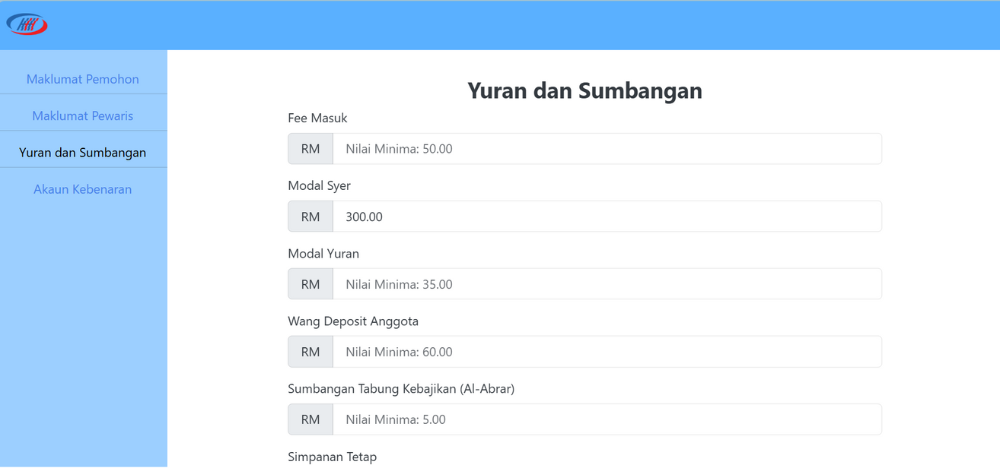 Maklumat Pemohon
Maklumat Pewaris
Yuran dan Sumbangan
Akaun Kebenaran
Yuran dan Sumbangan
Fee Masuk
RM Nilai Minima: 50.00
Modal Syer
RM 300.00
Modal Yuran
RM Nilai Minima: 35.00
Wang Deposit Anggota
RM Nilai Minima: 60.00
Sumbangan Tabung Kebajikan (Al-Abrar)
RM Nilai Minima: 5.00
Simpanan Tetap